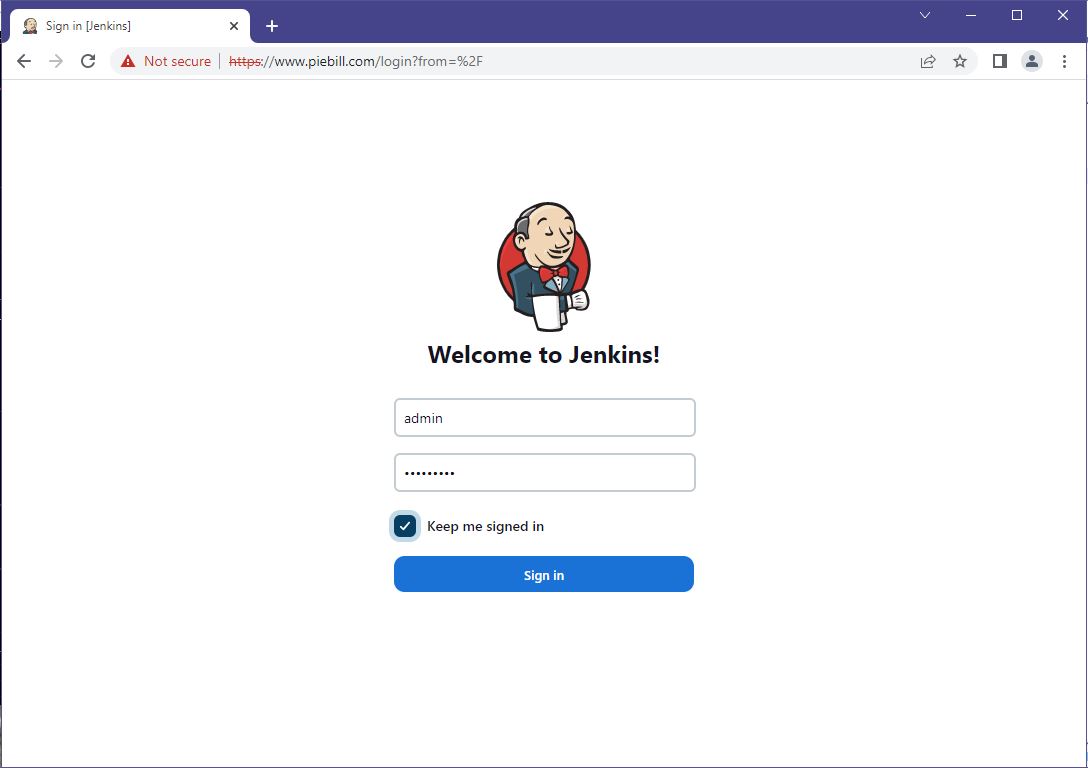 Sign in [Jenkins]
Not secure | https://www.piebill.com/login?from=%2F
Welcome to Jenkins!
admin
•••••••••
Keep me signed in
Sign in